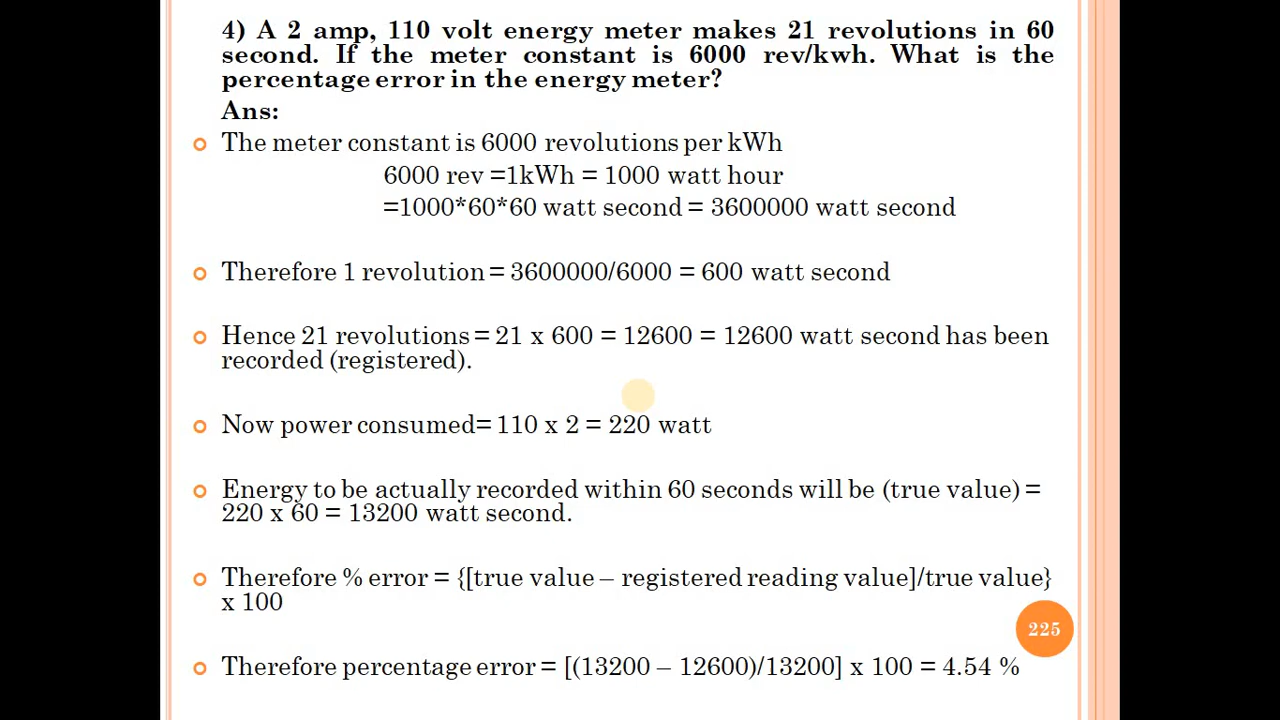 4) A 2 amp, 110 volt energy meter makes 21 revolutions in 60
second. If the meter constant is 6000 rev/kwh. What is the
percentage error in the energy meter?
Ans:
The meter constant is 6000 revolutions per kWh
6000 rev =1kWh = 1000 watt hour
=1000*60*60 watt second = 3600000 watt second
Therefore 1 revolution = 3600000/6000 = 600 watt second
Hence 21 revolutions = 21 x 600 = 12600 = 12600 watt second has been
recorded (registered).
Now power consumed= 110 x 2 = 220 watt
Energy to be actually recorded within 60 seconds will be (true value) =
220 x 60 = 13200 watt second.
Therefore % error = {[true value – registered reading value]/true value}
x 100
225
Therefore percentage error = [(13200 – 12600)/13200] x 100 = 4.54 %